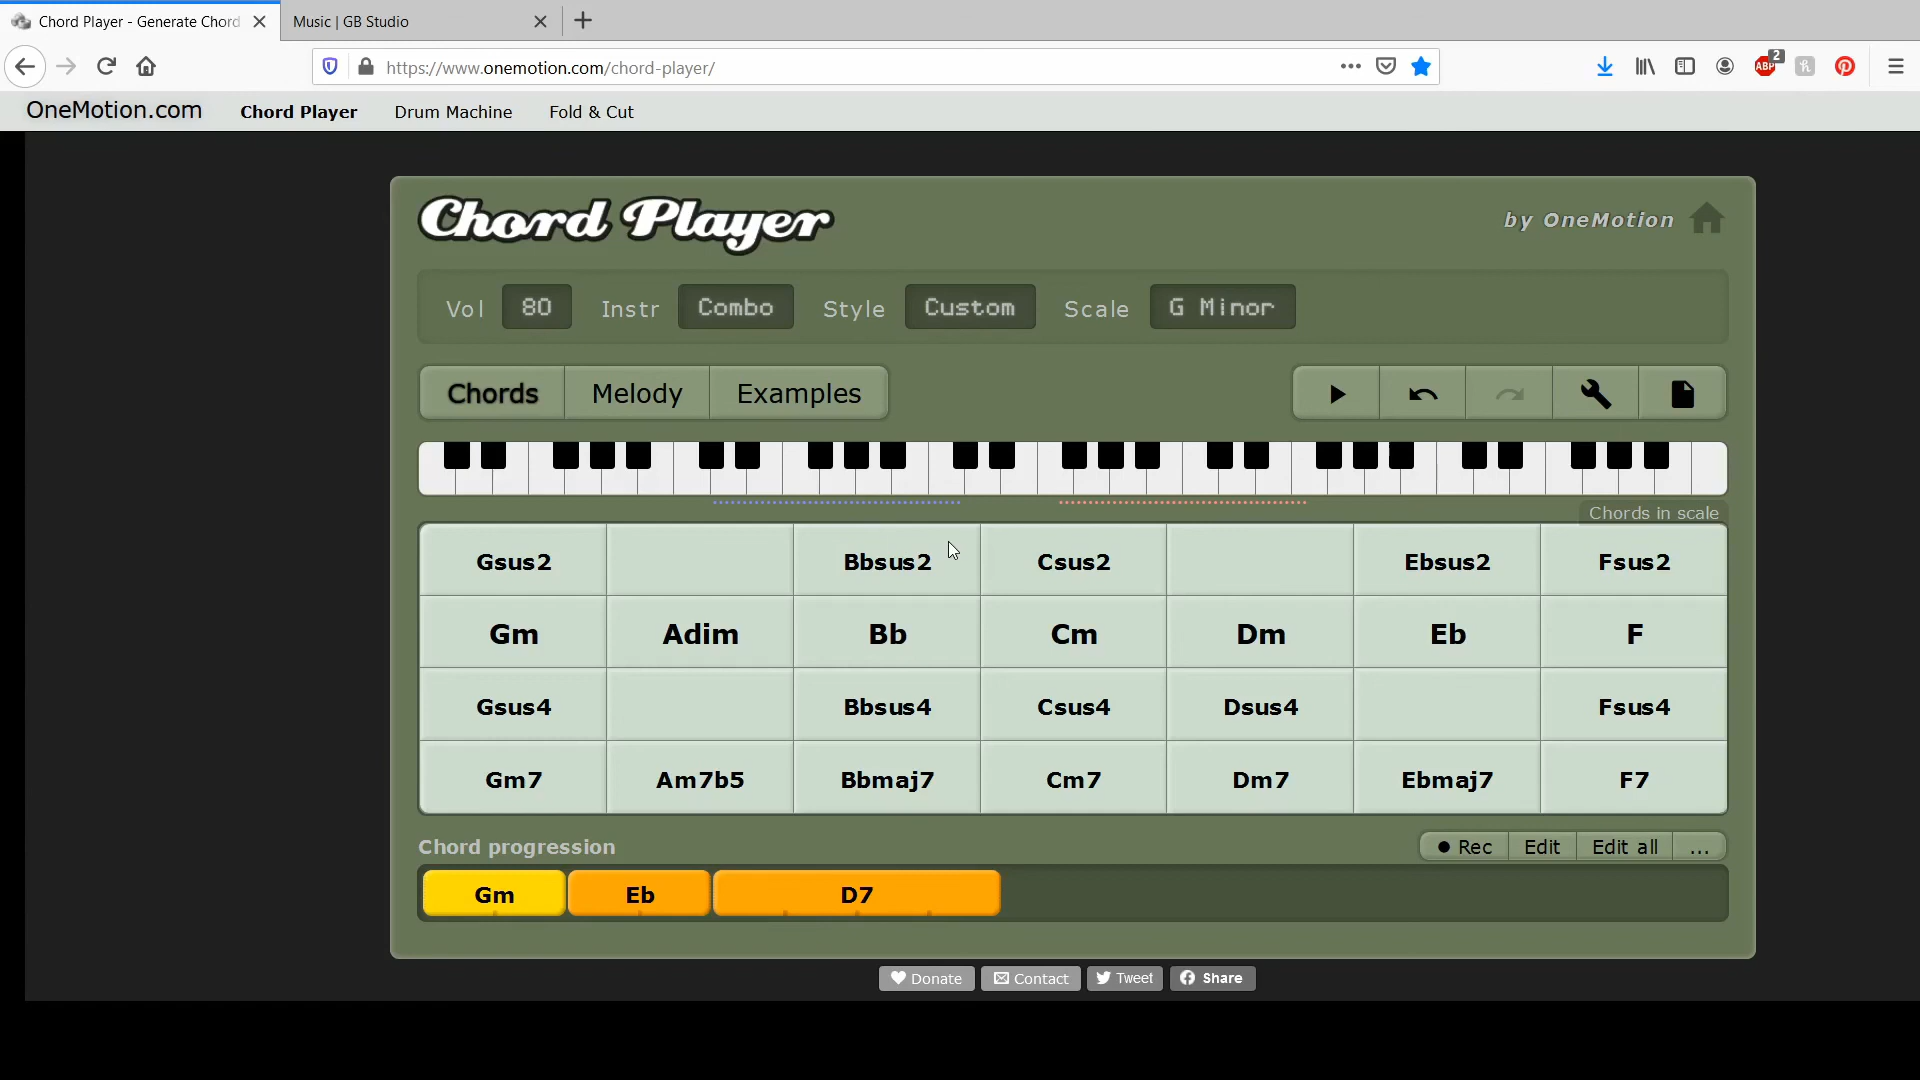 Chord Player - Generate Chord
Music | GB Studio
https://www.onemotion.com/chord-player/
ABP
2
OneMotion.com
Chord Player
Drum Machine
Fold & Cut
Chord Player
by OneMotion
Vol 80 Instr Combo Style Custom Scale G Minor
Chords Melody Examples
Chords in scale
Gsus2 Bbsus2 Csus2 Ebsus2 Fsus2
Gm Adim Bb Cm Dm Eb F
Gsus4 Bbsus4 Csus4 Dsus4 Fsus4
Gm7 Am7b5 Bbmaj7 Cm7 Dm7 Ebmaj7 F7
Chord progression
Rec Edit Edit all ...
Gm Eb D7
Donate Contact Tweet Share